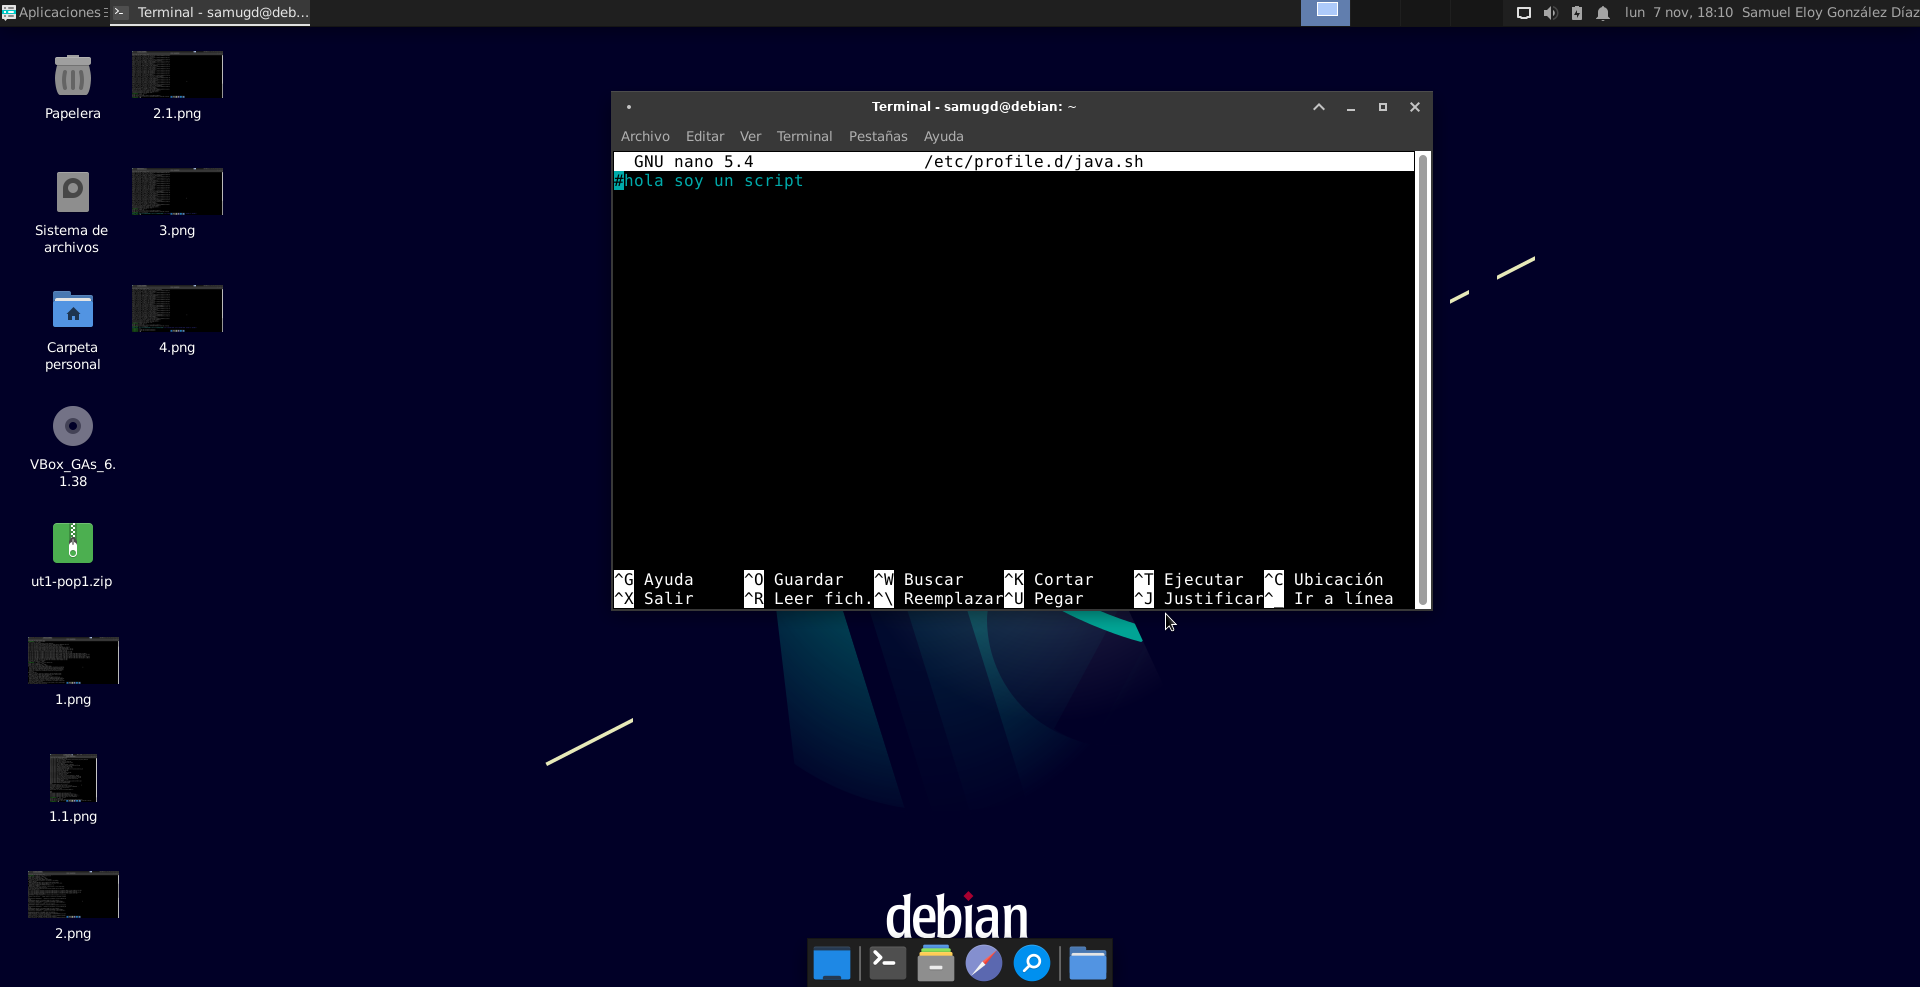 Aplicaciones
Terminal - samugd@deb...
lun 7 nov, 18:10
Samuel Eloy González Díaz
Papelera
2.1.png
Sistema de
archivos
3.png
Carpeta
personal
4.png
VBox_GAs_6.
1.38
ut1-pop1.zip
1.png
1.1.png
2.png
Terminal - samugd@debian: ~
Archivo Editar Ver Terminal Pestañas Ayuda
GNU nano 5.4 /etc/profile.d/java.sh
#hola soy un script
^G Ayuda ^O Guardar ^W Buscar ^K Cortar ^T Ejecutar ^C Ubicación
^X Salir ^R Leer fich. ^\ Reemplazar ^U Pegar ^J Justificar ^_ Ir a línea
debian